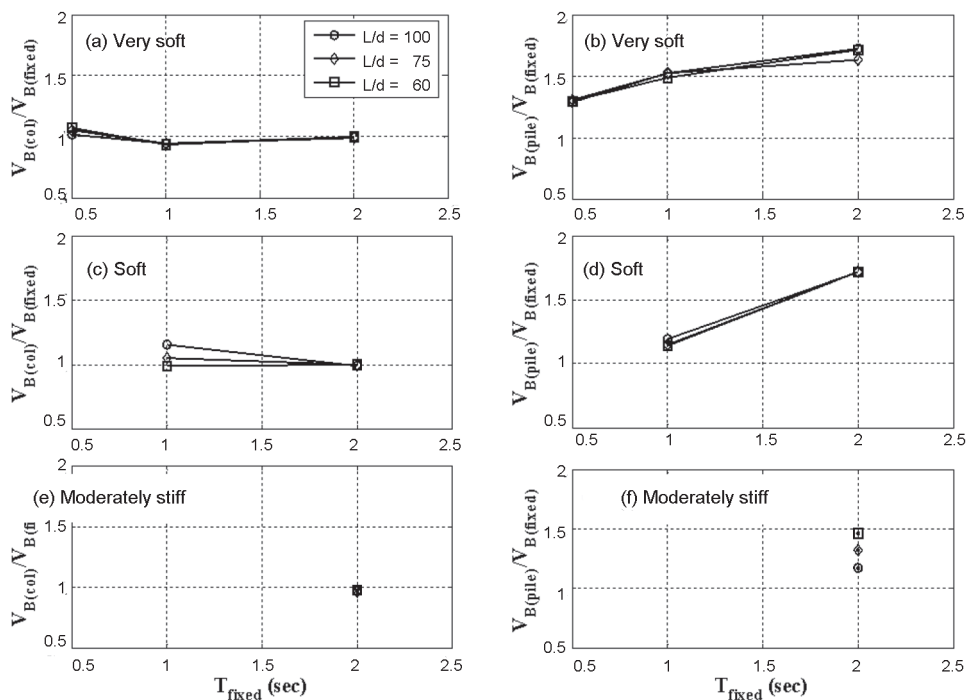 (a) Very soft
L/d = 100
L/d = 75
L/d = 60
V_B(col)/V_B(fixed)
2
1.5
1
0.5
0.5 1 1.5 2 2.5
(b) Very soft
V_B(pile)/V_B(fixed)
2
1.5
1
0.5
0.5 1 1.5 2 2.5
(c) Soft
V_B(col)/V_B(fixed)
2
1.5
1
0.5
0.5 1 1.5 2 2.5
(d) Soft
V_B(pile)/V_B(fixed)
2
1.5
1
0.5
0.5 1 1.5 2 2.5
(e) Moderately stiff
V_B(col)/V_B(fi
2
1.5
1
0.5
0.5 1 1.5 2 2.5
T_fixed (sec)
(f) Moderately stiff
V_B(pile)/V_B(fixed)
2
1.5
1
0.5
0.5 1 1.5 2 2.5
T_fixed (sec)